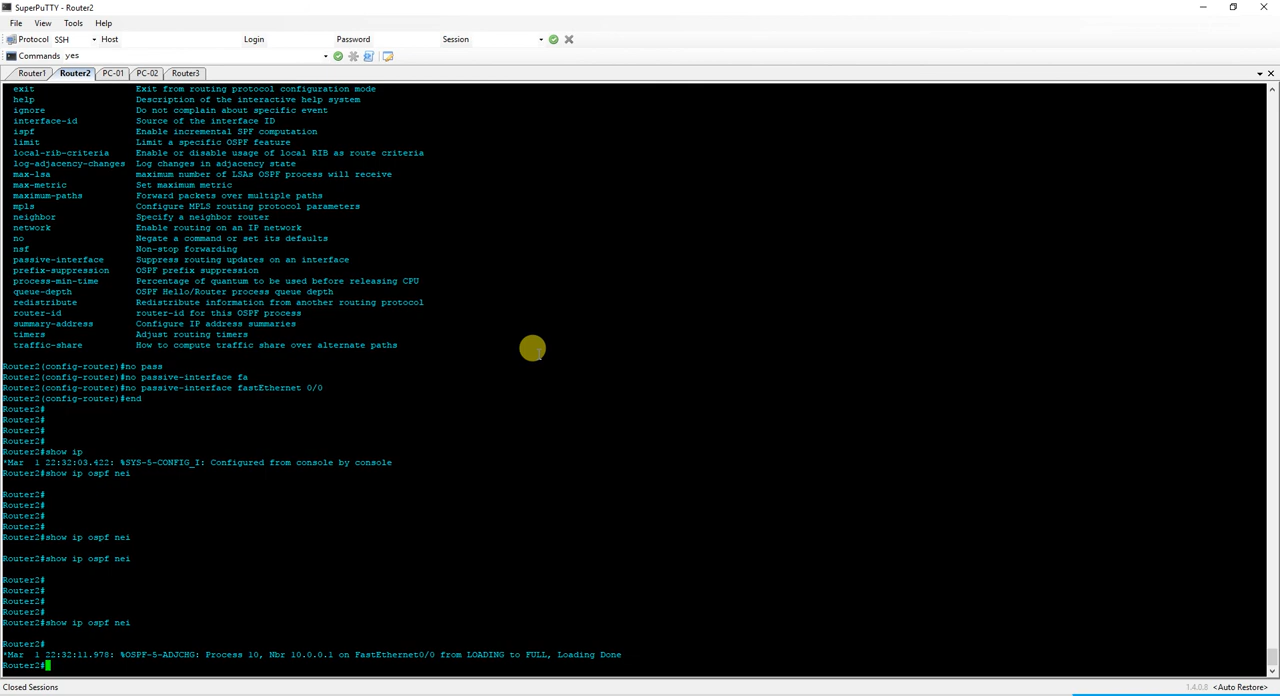 SuperPuTTY - Router2
File View Tools Help
Protocol SSH Host Login Password Session
Commands yes
Router1 Router2 PC-01 PC-02 Router3
exit Exit from routing protocol configuration mode
help Description of the interactive help system
ignore Do not complain about specific event
interface-id Source of the interface ID
ispf Enable incremental SPF computation
limit Limit a specific OSPF feature
local-rib-criteria Enable or disable usage of local RIB as route criteria
log-adjacency-changes Log changes in adjacency state
max-lsa maximum number of LSAs OSPF process will receive
max-metric Set maximum metric
maximum-paths Forward packets over multiple paths
mpls Configure MPLS routing protocol parameters
neighbor Specify a neighbor router
network Enable routing on an IP network
no Negate a command or set its defaults
nsf Non-stop forwarding
passive-interface Suppress routing updates on an interface
prefix-suppression OSPF prefix suppression
process-min-time Percentage of quantum to be used before releasing CPU
queue-depth OSPF Hello/Router process queue depth
redistribute Redistribute information from another routing protocol
router-id router-id for this OSPF process
summary-address Configure IP address summaries
timers Adjust routing timers
traffic-share How to compute traffic share over alternate paths
Router2(config-router)#no pass
Router2(config-router)#no passive-interface fa
Router2(config-router)#no passive-interface fastEthernet 0/0
Router2(config-router)#end
Router2#
Router2#
Router2#
Router2#
Router2#show ip
*Mar 1 22:32:03.422: %SYS-5-CONFIG_I: Configured from console by console
Router2#show ip ospf nei
Router2#
Router2#
Router2#
Router2#
Router2#show ip ospf nei
Router2#show ip ospf nei
Router2#
Router2#
Router2#
Router2#
Router2#show ip ospf nei
Router2#
*Mar 1 22:32:11.978: %OSPF-5-ADJCHG: Process 10, Nbr 10.0.0.1 on FastEthernet0/0 from LOADING to FULL, Loading Done
Router2#
Closed Sessions 1.4.0.8 <Auto Restore>